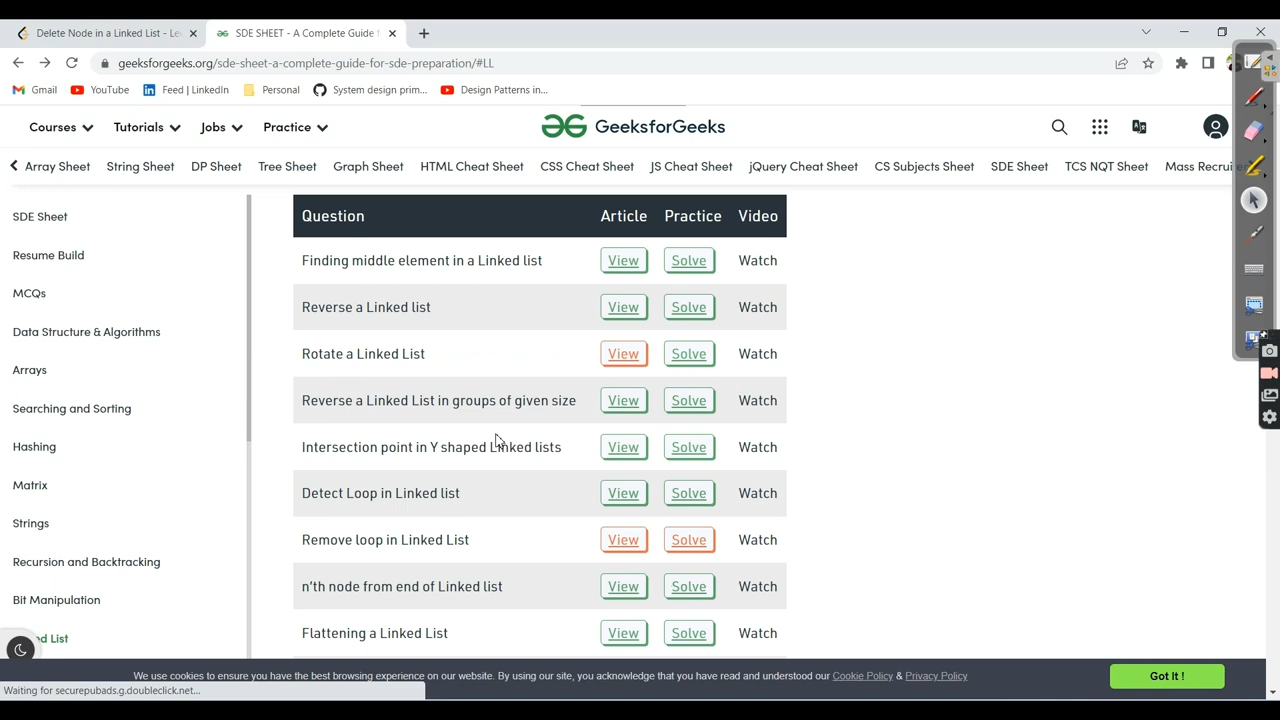 Delete Node in a Linked List - Le
SDE SHEET - A Complete Guide
geeksforgeeks.org/sde-sheet-a-complete-guide-for-sde-preparation/#LL
Gmail YouTube Feed | LinkedIn Personal System design prim... Design Patterns in...
Courses Tutorials Jobs Practice GeeksforGeeks
Array Sheet String Sheet DP Sheet Tree Sheet Graph Sheet HTML Cheat Sheet CSS Cheat Sheet JS Cheat Sheet jQuery Cheat Sheet CS Subjects Sheet SDE Sheet TCS NQT Sheet Mass Recrui
SDE Sheet
Resume Build
MCQs
Data Structure & Algorithms
Arrays
Searching and Sorting
Hashing
Matrix
Strings
Recursion and Backtracking
Bit Manipulation
ed List
Question Article Practice Video
Finding middle element in a Linked list View Solve Watch
Reverse a Linked list View Solve Watch
Rotate a Linked List View Solve Watch
Reverse a Linked List in groups of given size View Solve Watch
Intersection point in Y shaped Linked lists View Solve Watch
Detect Loop in Linked list View Solve Watch
Remove loop in Linked List View Solve Watch
n'th node from end of Linked list View Solve Watch
Flattening a Linked List View Solve Watch
We use cookies to ensure you have the best browsing experience on our website. By using our site, you acknowledge that you have read and understood our Cookie Policy & Privacy Policy
Got It !
Waiting for securepubads.g.doubleclick.net...